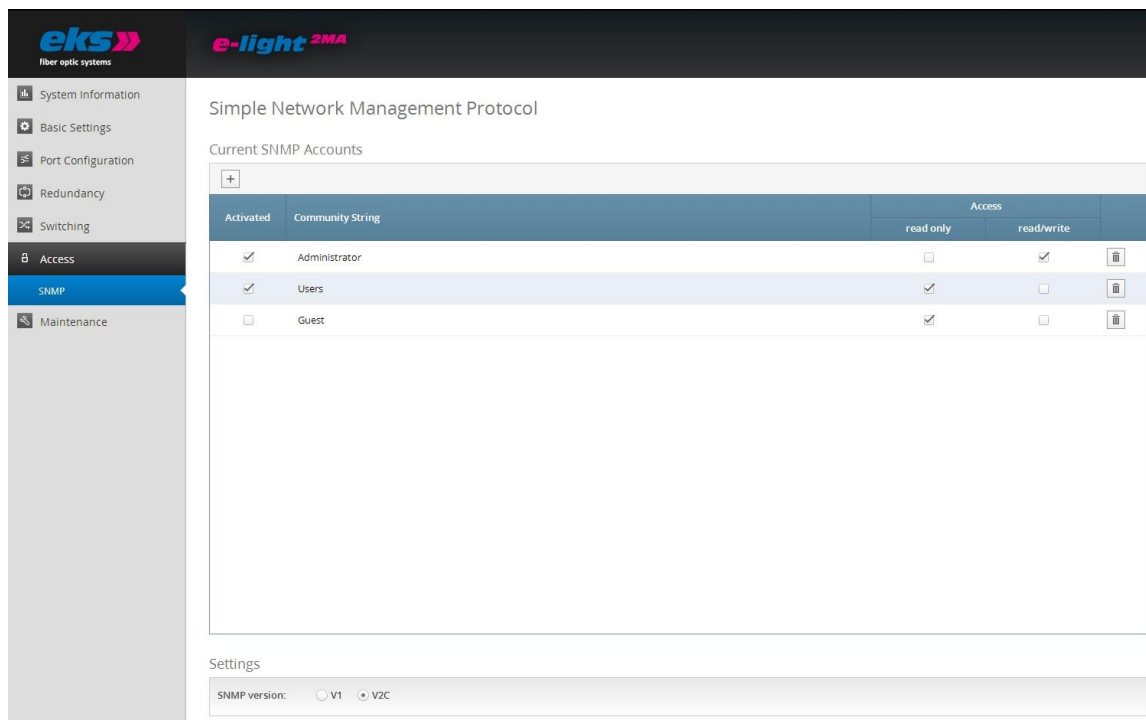 eks
fiber optic systems
e-light 2MA
System Information
Basic Settings
Port Configuration
Redundancy
Switching
Access
SNMP
Maintenance
Simple Network Management Protocol
Current SNMP Accounts
+
Activated Community String Access
read only read/write
Administrator
Users
Guest
Settings
SNMP version: V1 V2C